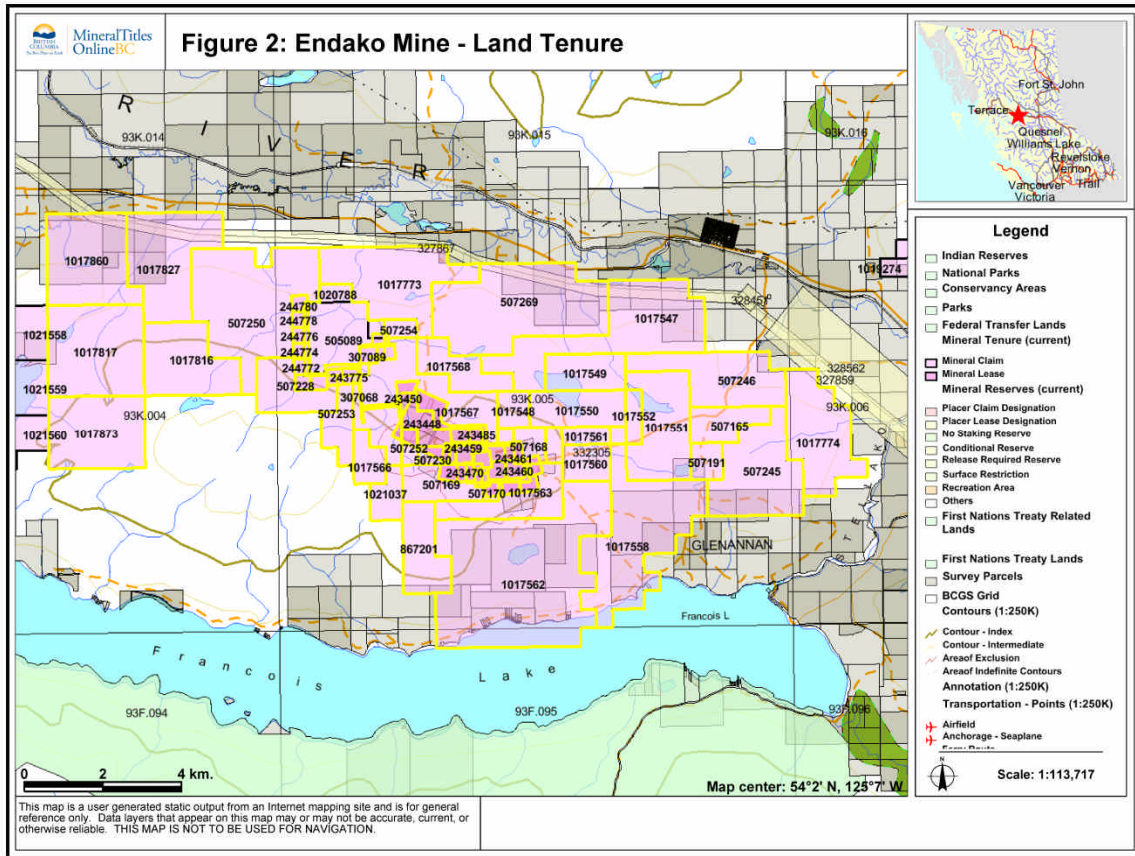 BRITISH
COLUMBIA
The Best Place on Earth
MineralTitles
OnlineBC
Figure 2: Endako Mine - Land Tenure
Fort St. John
Terrace
Quesnel
Williams Lake
Revelstoke
Vernon
Trail
Vancouver
Victoria
R I V E R
93K.014
93K.015
93K.016
327867
1017860
1017827
1017773
1019274
1020788
507269
328451
1017547
244780
244778
244776
244774
244772
507250
505089
507254
307089
1021558
1017817
1017816
1017568
1017549
507246
328562
327859
507228
243775
1021559
307068
243450
93K.005
93K.006
93K.004
507253
1017567
1017548
1017550
1017552
1017551
243448
243485
507165
1021560
1017873
507252
243459
507168
1017561
1017774
507230
243461
332305
1017566
1017560
507191
507245
243470
243460
507169
1021037
507170
1017563
867201
1017558
GLENANNAN
STELLAKO
1017562
Francois L
Francois Lake
93F.094
93F.095
93F.096
0 2 4 km.
Map center: 54°2' N, 125°7' W
Legend
Indian Reserves
National Parks
Conservancy Areas
Parks
Federal Transfer Lands
Mineral Tenure (current)
Mineral Claim
Mineral Lease
Mineral Reserves (current)
Placer Claim Designation
Placer Lease Designation
No Staking Reserve
Conditional Reserve
Release Required Reserve
Surface Restriction
Recreation Area
Others
First Nations Treaty Related
Lands
First Nations Treaty Lands
Survey Parcels
BCGS Grid
Contours (1:250K)
Contour - Index
Contour - Intermediate
Areaof Exclusion
Areaof Indefinite Contours
Annotation (1:250K)
Transportation - Points (1:250K)
Airfield
Anchorage - Seaplane
Ferry Route
N
Scale: 1:113,717
This map is a user generated static output from an Internet mapping site and is for general
reference only. Data layers that appear on this map may or may not be accurate, current, or
otherwise reliable. THIS MAP IS NOT TO BE USED FOR NAVIGATION.